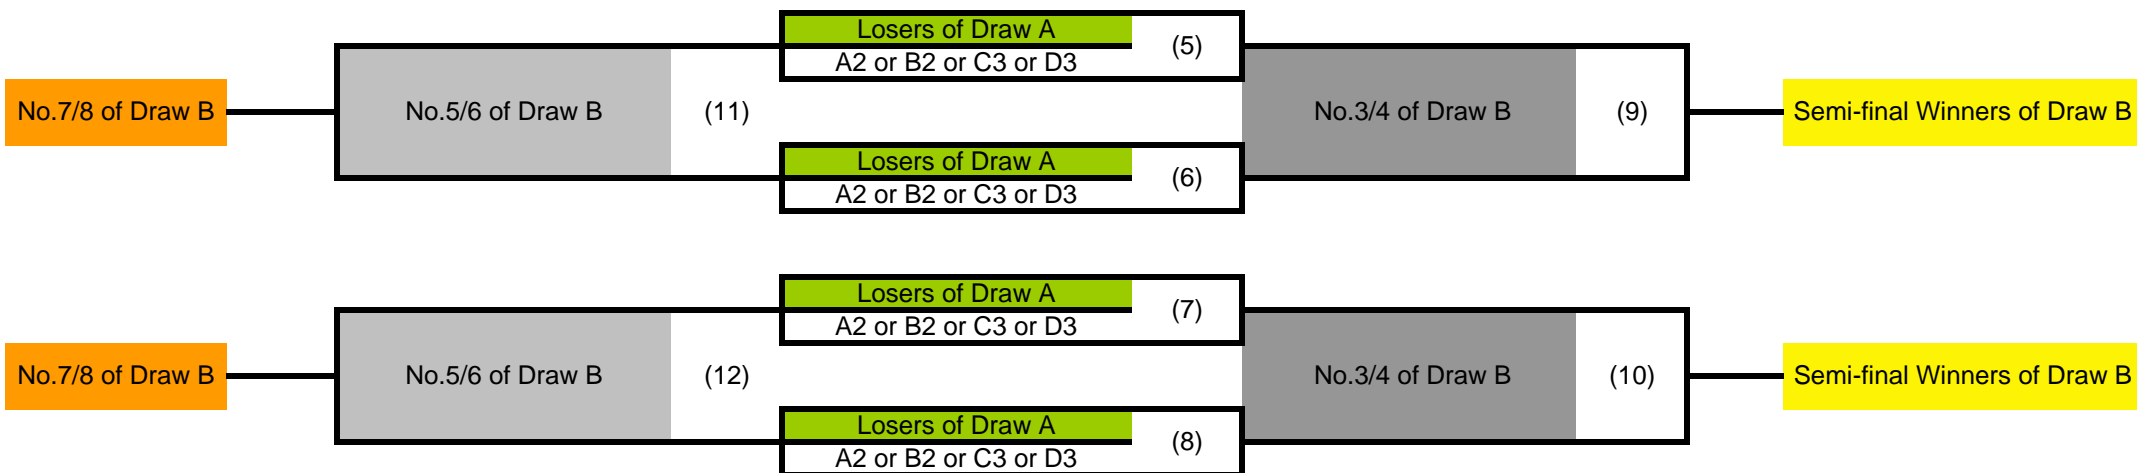 Losers of Draw A
(5)
A2 or B2 or C3 or D3
No.7/8 of Draw B
No.5/6 of Draw B
(11)
No.3/4 of Draw B
(9)
Semi-final Winners of Draw B
Losers of Draw A
(6)
A2 or B2 or C3 or D3
Losers of Draw A
(7)
A2 or B2 or C3 or D3
No.7/8 of Draw B
No.5/6 of Draw B
(12)
No.3/4 of Draw B
(10)
Semi-final Winners of Draw B
Losers of Draw A
(8)
A2 or B2 or C3 or D3